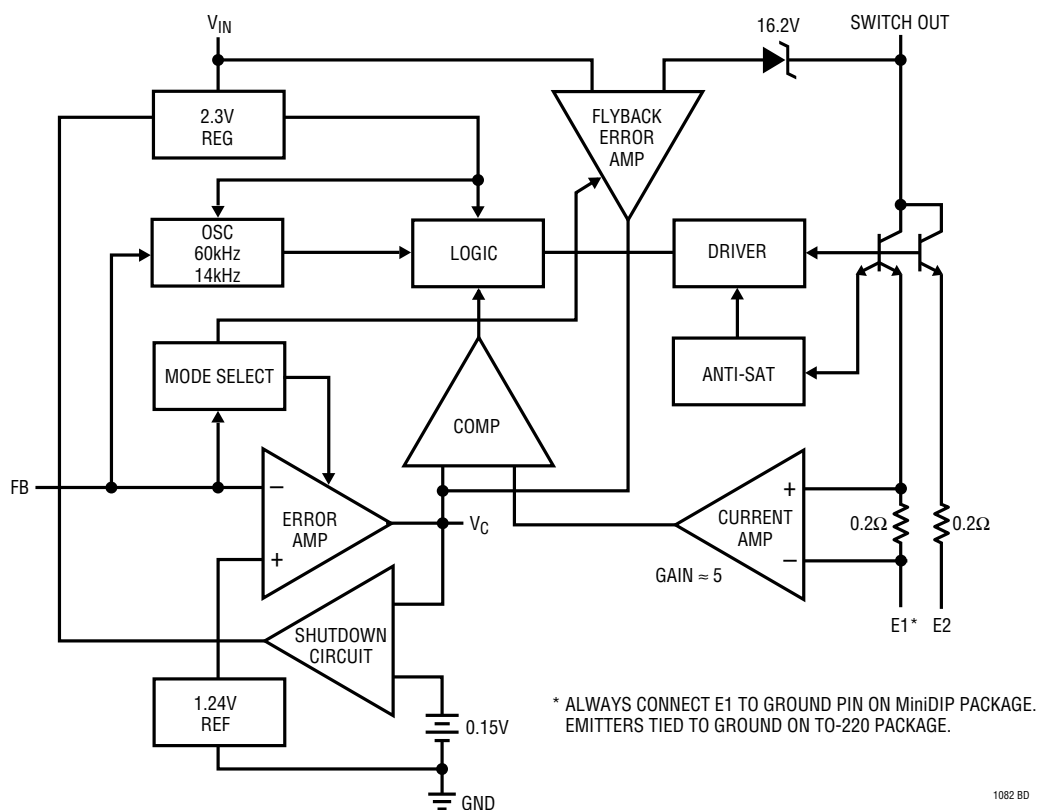 V_IN
16.2V
SWITCH OUT
2.3V
REG
FLYBACK
ERROR
AMP
OSC
60kHz
14kHz
LOGIC
DRIVER
MODE SELECT
ANTI-SAT
COMP
FB
−
+
ERROR
AMP
V_C
+
−
CURRENT
AMP
GAIN ≈ 5
0.2Ω
0.2Ω
E1*
E2
SHUTDOWN
CIRCUIT
1.24V
REF
0.15V
GND
* ALWAYS CONNECT E1 TO GROUND PIN ON MiniDIP PACKAGE.
EMITTERS TIED TO GROUND ON TO-220 PACKAGE.
1082 BD